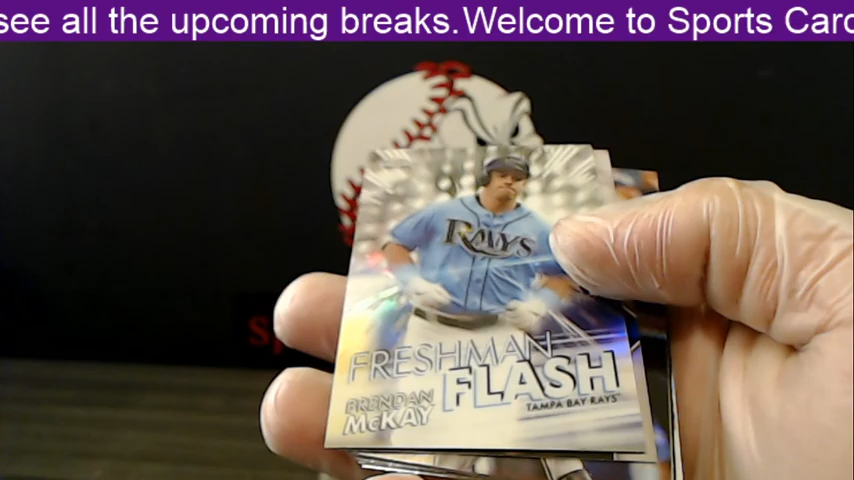 see all the upcoming breaks.Welcome to Sports Card
RAYS
FRESHMAN
FLASH
BRENDAN
McKAY
TAMPA BAY RAYS